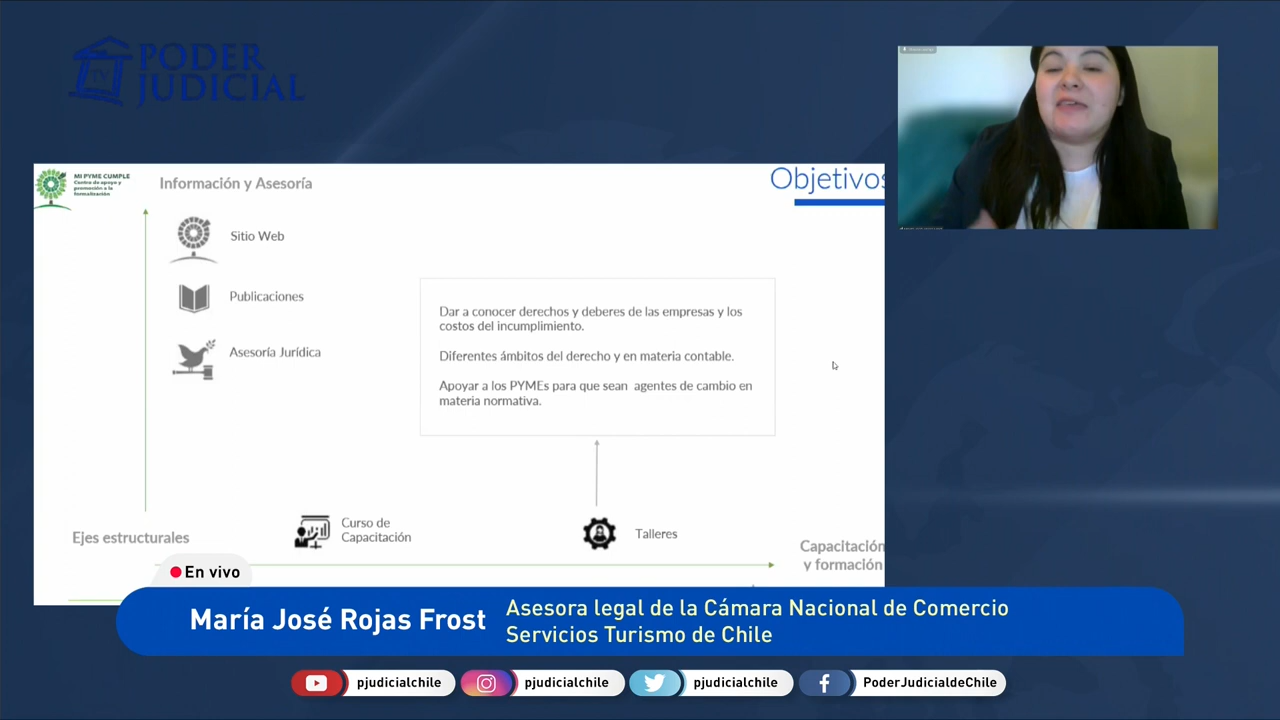 PODER
JUDICIAL
TV
MI PYME CUMPLE
Centro de apoyo y
promoción a la
formalización
Información y Asesoría
Objetivos
Sitio Web
Publicaciones
Asesoría Jurídica
Dar a conocer derechos y deberes de las empresas y los
costos del incumplimiento.
Diferentes ámbitos del derecho y en materia contable.
Apoyar a los PYMEs para que sean agentes de cambio en
materia normativa.
Ejes estructurales
Curso de
Capacitación
Talleres
Capacitación
y formación
En vivo
María José Rojas Frost
Asesora legal de la Cámara Nacional de Comercio
Servicios Turismo de Chile
pjudicialchile
pjudicialchile
pjudicialchile
PoderJudicialdeChile